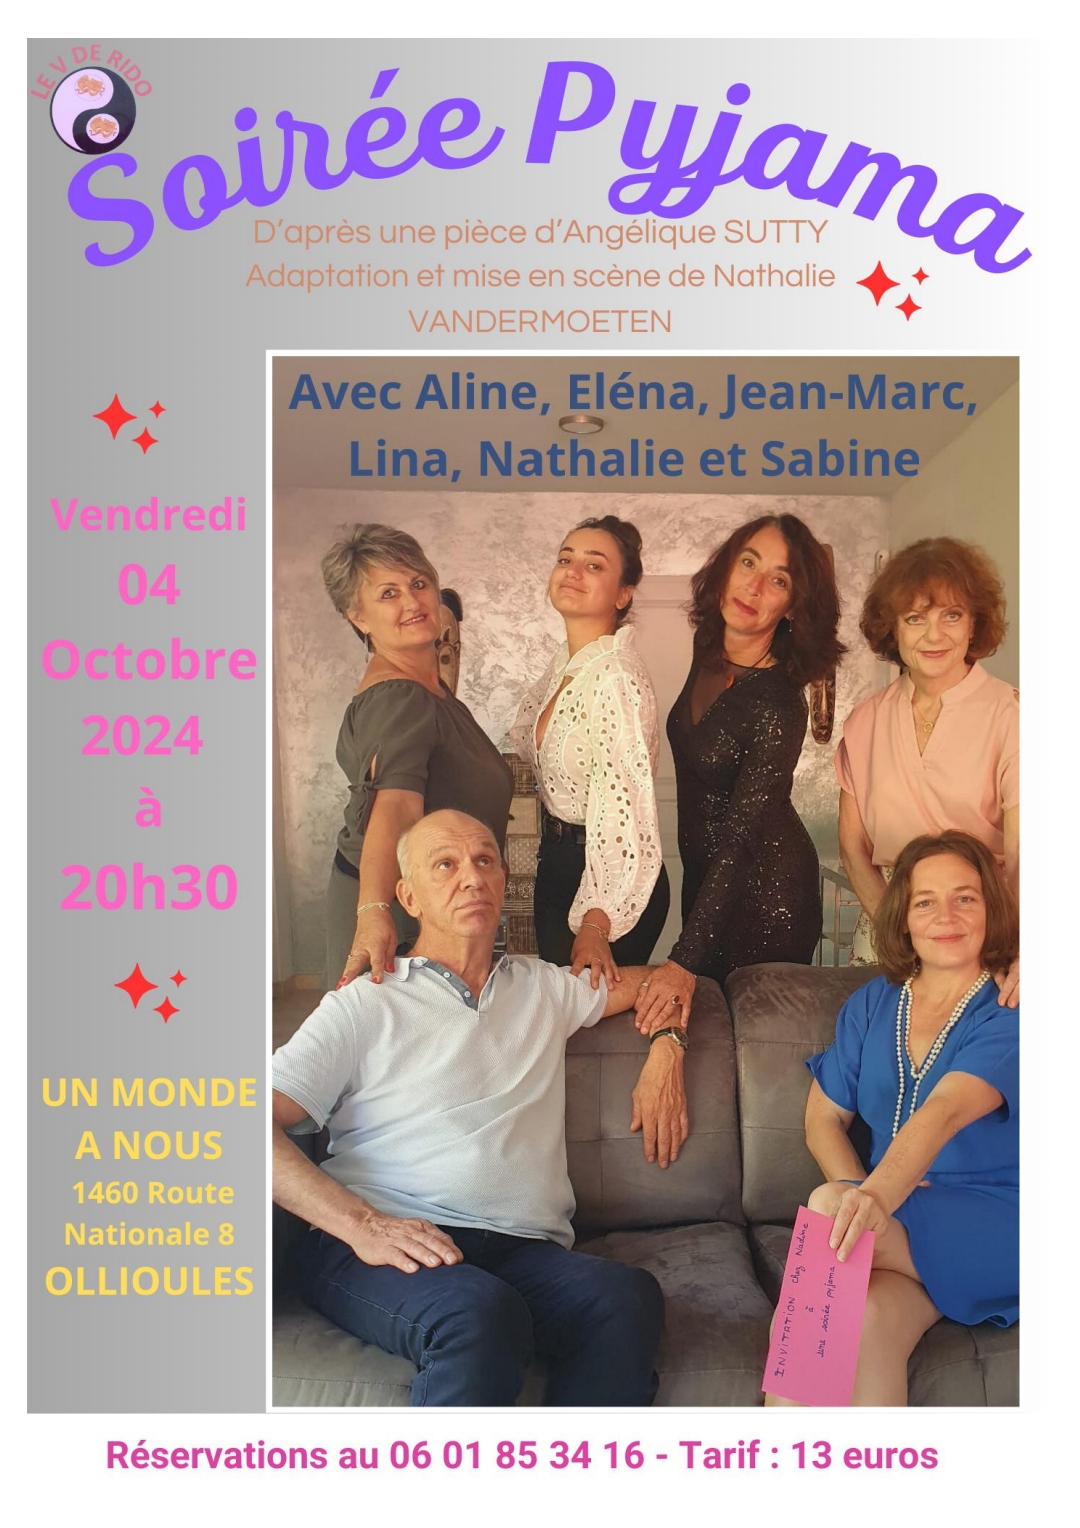 LE V DE RIDO
Soirée Pyjama
D'après une pièce d'Angélique SUTTY
Adaptation et mise en scène de Nathalie
VANDERMOETEN
Avec Aline, Eléna, Jean-Marc,
Lina, Nathalie et Sabine
Vendredi
04
Octobre
2024
à
20h30
UN MONDE
A NOUS
1460 Route
Nationale 8
OLLIOULES
INVITATION chez Nadine
à
une soirée pyjama
Réservations au 06 01 85 34 16 - Tarif : 13 euros